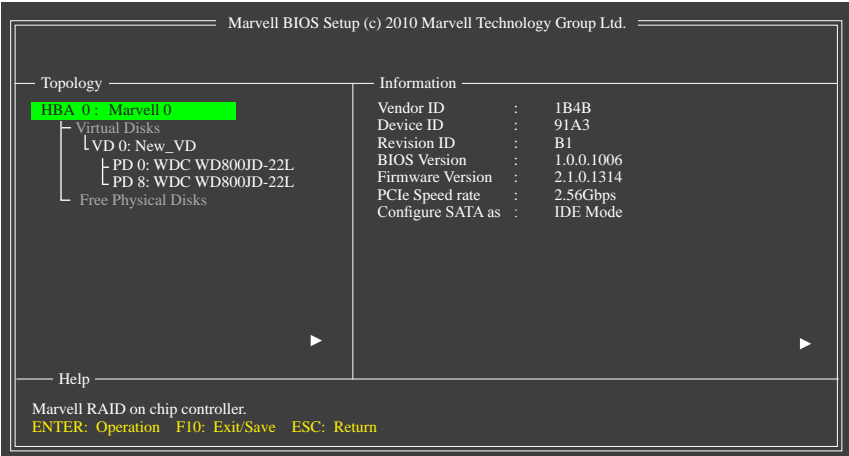 Marvell BIOS Setup (c) 2010 Marvell Technology Group Ltd.
Topology
HBA 0 : Marvell 0
Virtual Disks
VD 0: New_VD
PD 0: WDC WD800JD-22L
PD 8: WDC WD800JD-22L
Free Physical Disks
Information
Vendor ID : 1B4B
Device ID : 91A3
Revision ID : B1
BIOS Version : 1.0.0.1006
Firmware Version : 2.1.0.1314
PCIe Speed rate : 2.56Gbps
Configure SATA as : IDE Mode
Help
Marvell RAID on chip controller.
ENTER: Operation F10: Exit/Save ESC: Return